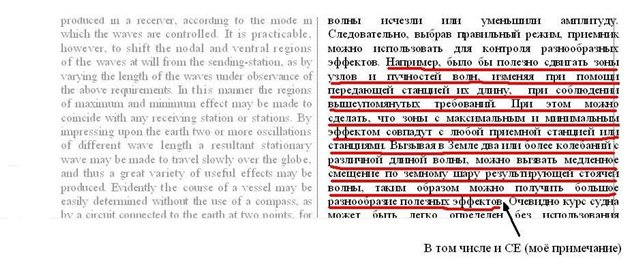 produced in a receiver, according to the mode in
which the waves are controlled. It is practicable,
however, to shift the nodal and ventral regions
of the waves at will from the sending-station, as by
varying the length of the waves under observance of
the above requirements. In this manner the regions
of maximum and minimum effect may be made to
coincide with any receiving station or stations. By
impressing upon the earth two or more oscillations
of different wave length a resultant stationary
wave may be made to travel slowly over the globe,
and thus a great variety of useful effects may be
produced. Evidently the course of a vessel may be
easily determined without the use of a compass, as
by a circuit connected to the earth at two points, for
волны исчезли или уменьшили амплитуду.
Следовательно, выбрав правильный режим, приемник
можно использовать для контроля разнообразных
эффектов. Например, было бы полезно сдвигать зоны
узлов и пучностей волн, изменяя при помощи
передающей станцией их длину, при соблюдении
вышеупомянутых требований. При этом можно
сделать, что зоны с максимальным и минимальным
эффектом совпадут с любой приемной станцией или
станциями. Вызывая в Земле два или более колебаний с
различной длиной волны, можно вызвать медленное
смещение по земному шару результирующей стоячей
волны, таким образом можно получить большое
разнообразие полезных эффектов. Очевидно курс судна
может быть легко определен без использования
В том числе и СЕ (моё примечание)